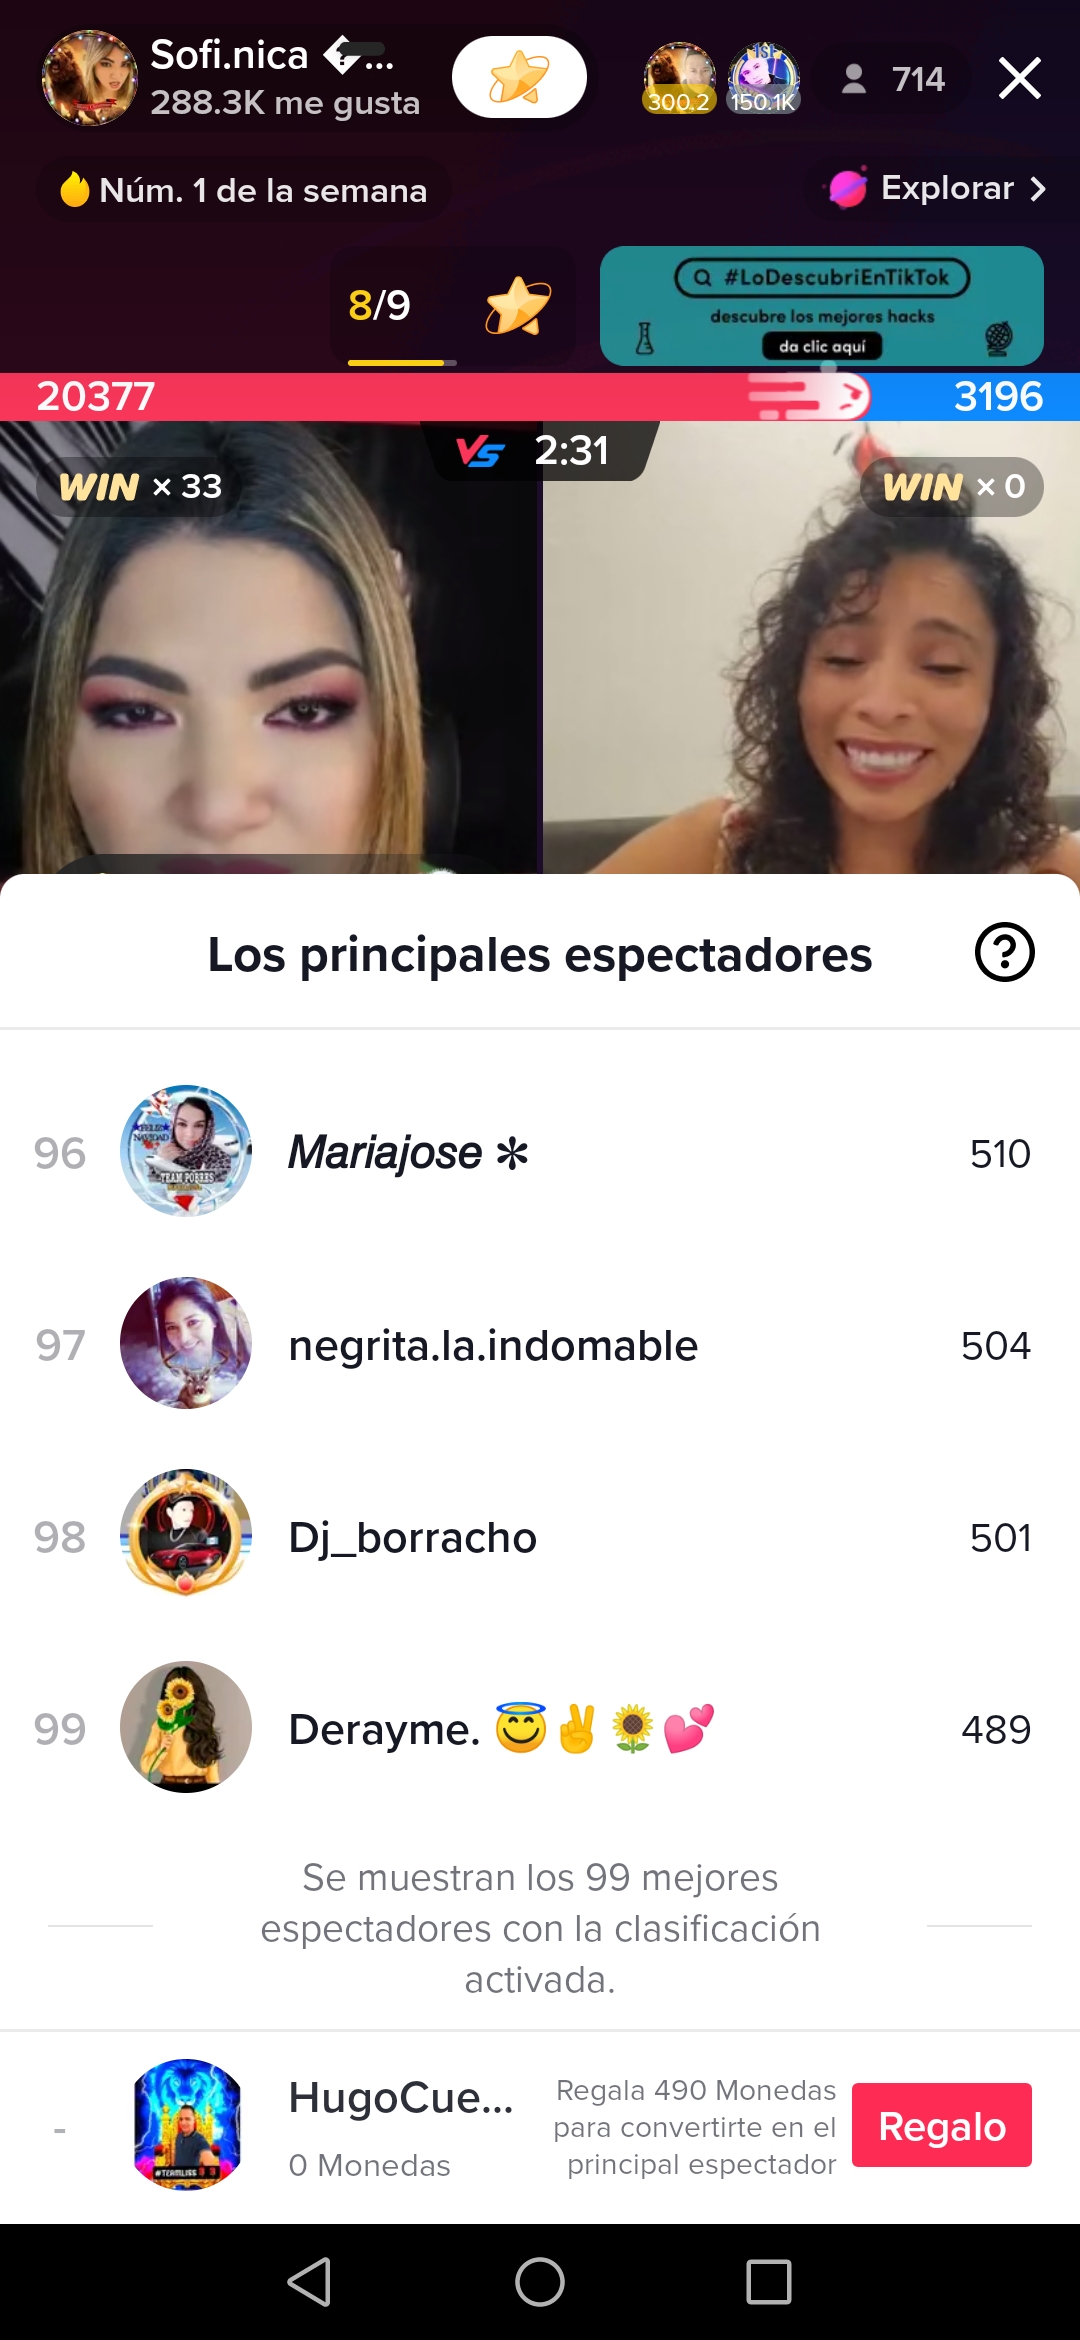 Sofi.nica �...
288.3K me gusta
300.2
150.1K
714
Núm. 1 de la semana
Explorar
8/9
#LoDescubriEnTikTok
descubre los mejores hacks
da clic aquí
20377
3196
VS 2:31
WIN × 33
WIN × 0
Los principales espectadores
96 Mariajose ✻ 510
97 negrita.la.indomable 504
98 Dj_borracho 501
99 Derayme. 😇✌️🌻💕 489
Se muestran los 99 mejores
espectadores con la clasificación
activada.
-
HugoCue...
0 Monedas
Regala 490 Monedas
para convertirte en el
principal espectador
Regalo